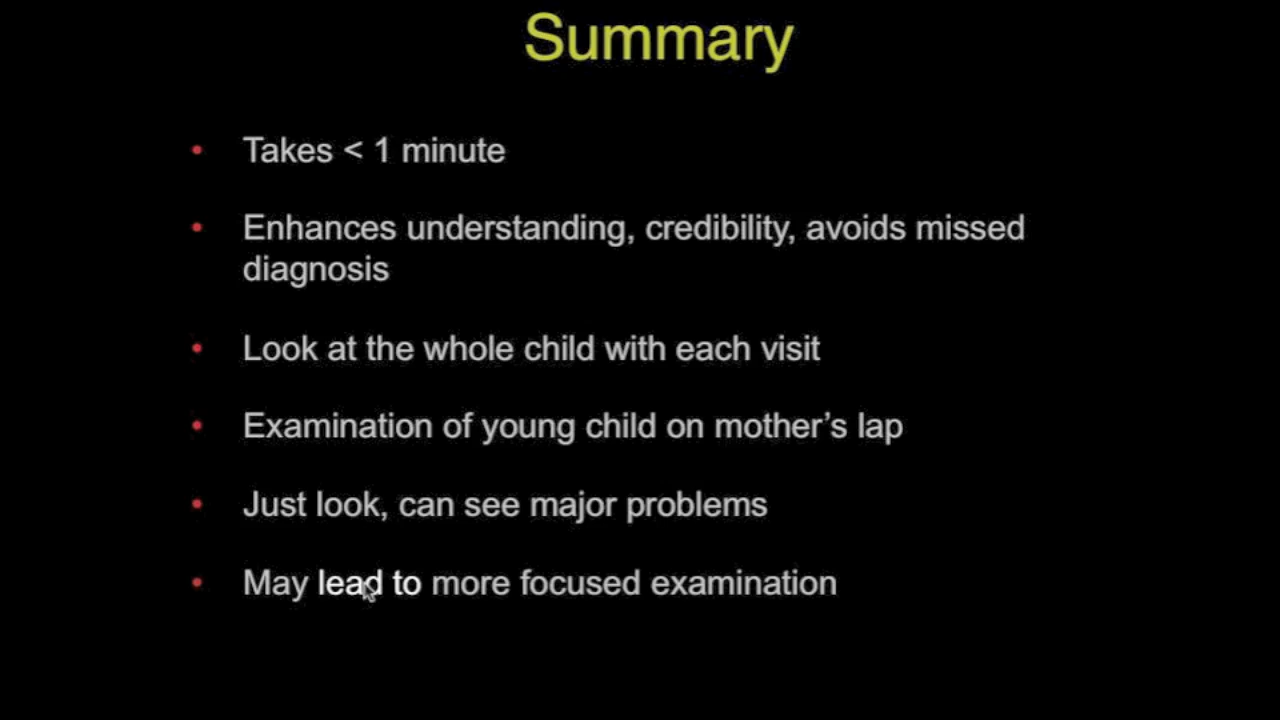 Summary
• Takes < 1 minute
• Enhances understanding, credibility, avoids missed
diagnosis
• Look at the whole child with each visit
• Examination of young child on mother’s lap
• Just look, can see major problems
• May lead to more focused examination